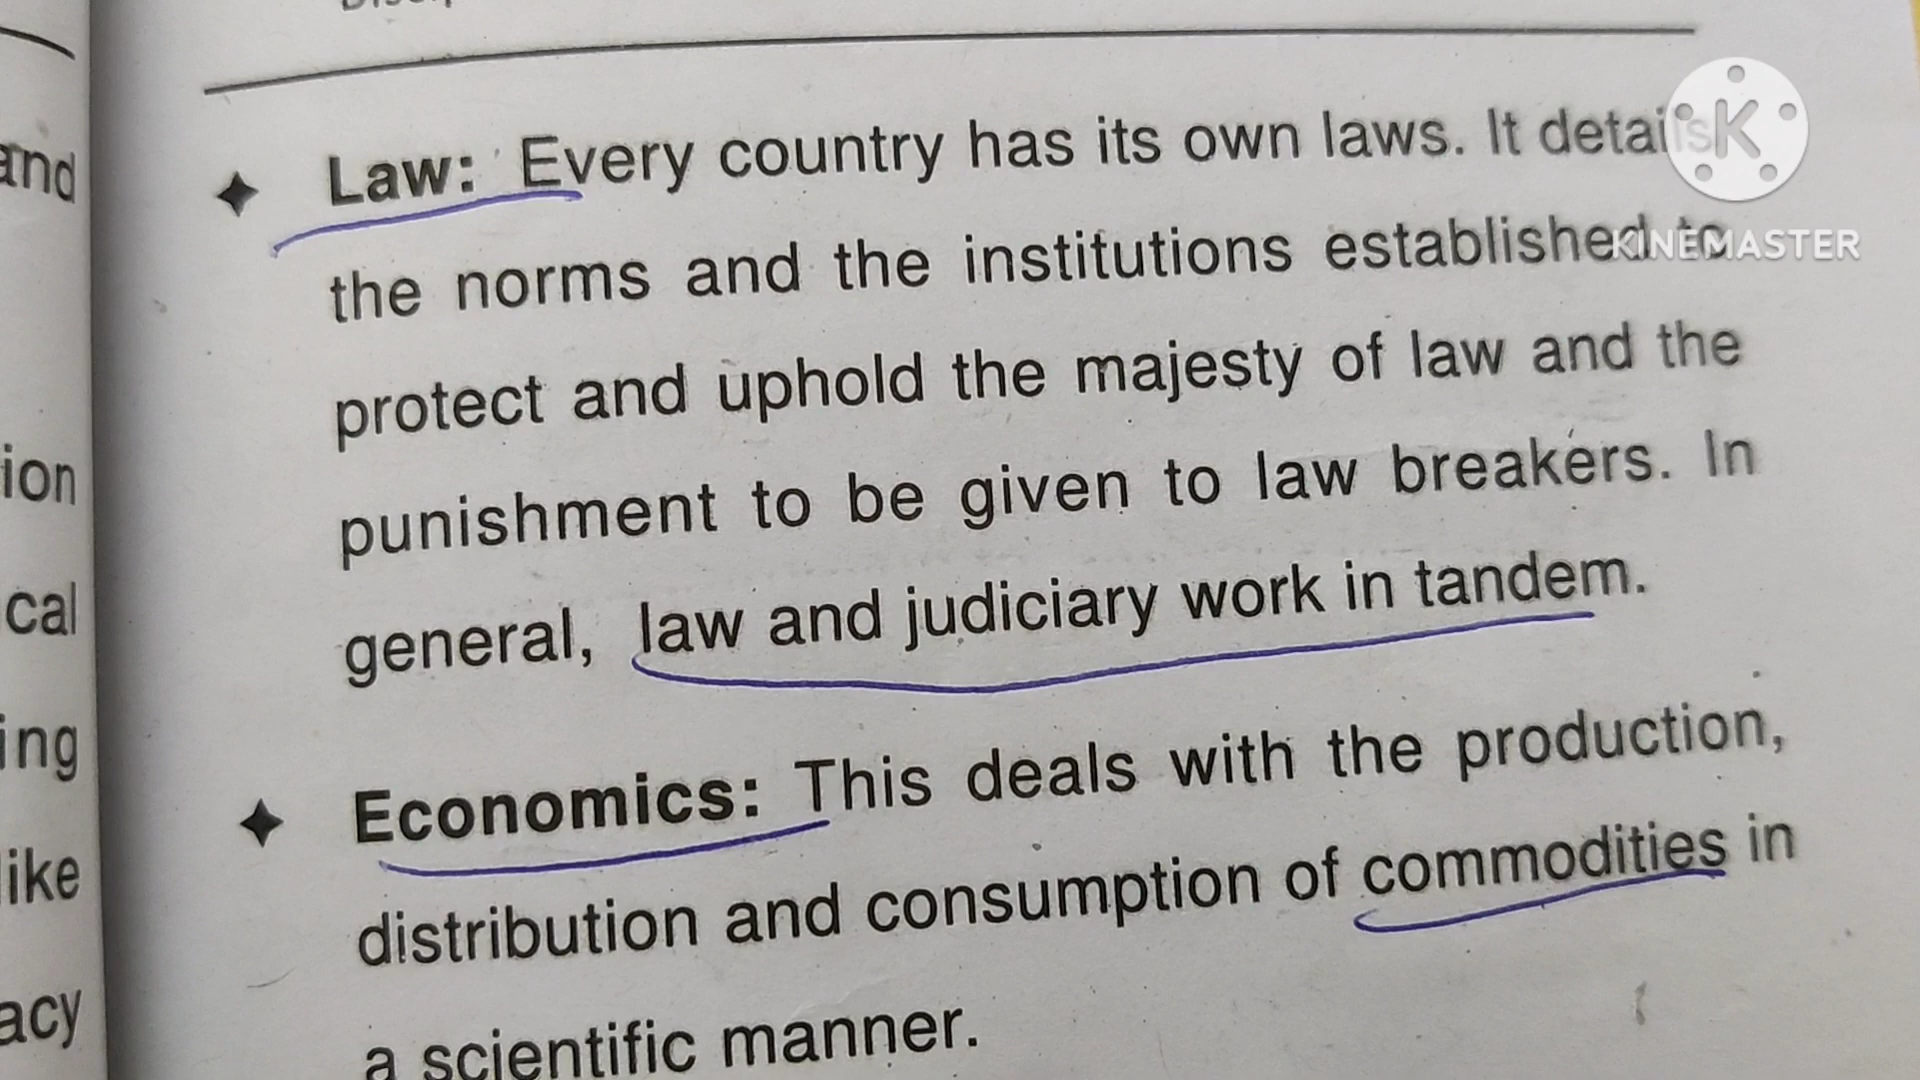 and
ion
cal
ing
ike
acy
Law: Every country has its own laws. It details
the norms and the institutions established to
protect and uphold the majesty of law and the
punishment to be given to law breakers. In
general, law and judiciary work in tandem.
Economics: This deals with the production,
distribution and consumption of commodities in
a scientific manner.
K
KINEMASTER